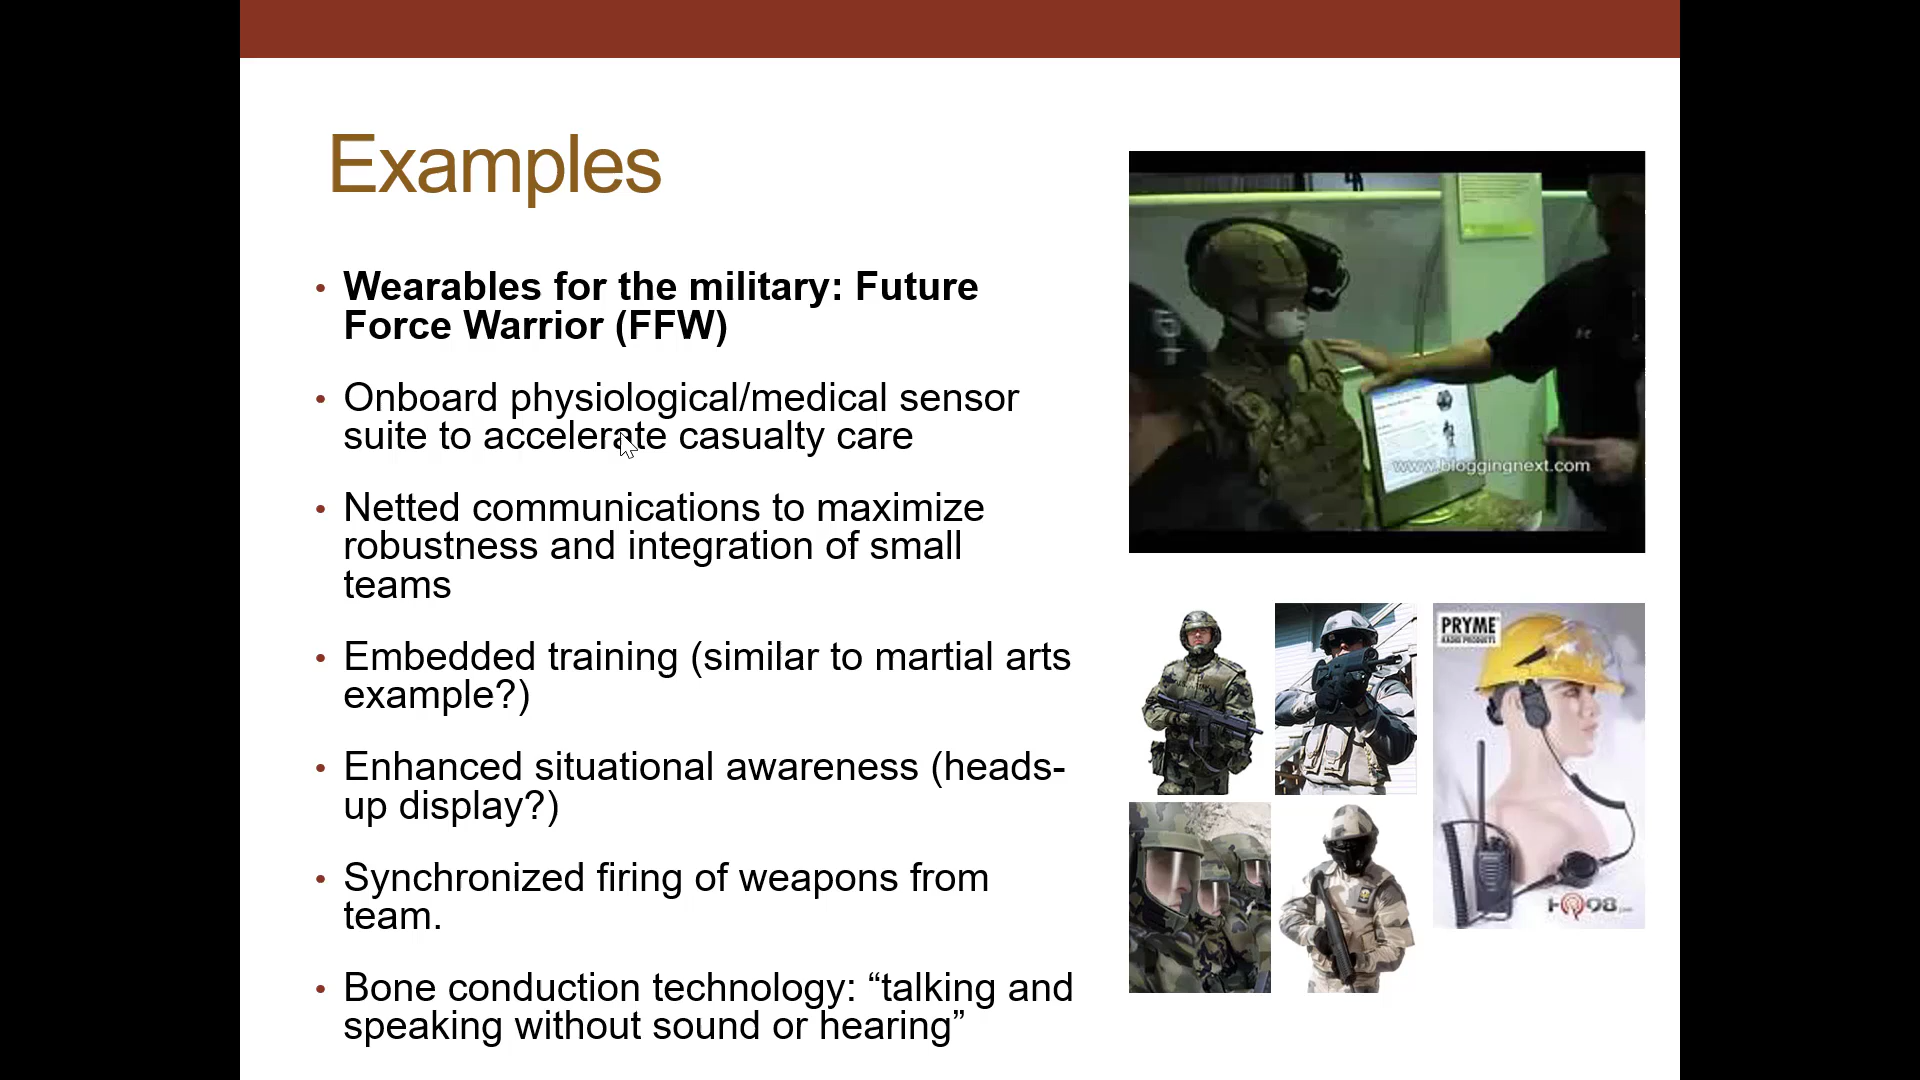 Examples
• Wearables for the military: Future
Force Warrior (FFW)
• Onboard physiological/medical sensor
suite to accelerate casualty care
• Netted communications to maximize
robustness and integration of small
teams
• Embedded training (similar to martial arts
example?)
• Enhanced situational awareness (heads-
up display?)
• Synchronized firing of weapons from
team.
• Bone conduction technology: “talking and
speaking without sound or hearing”
www.bloggingnext.com
PRYME
RADIO PRODUCTS